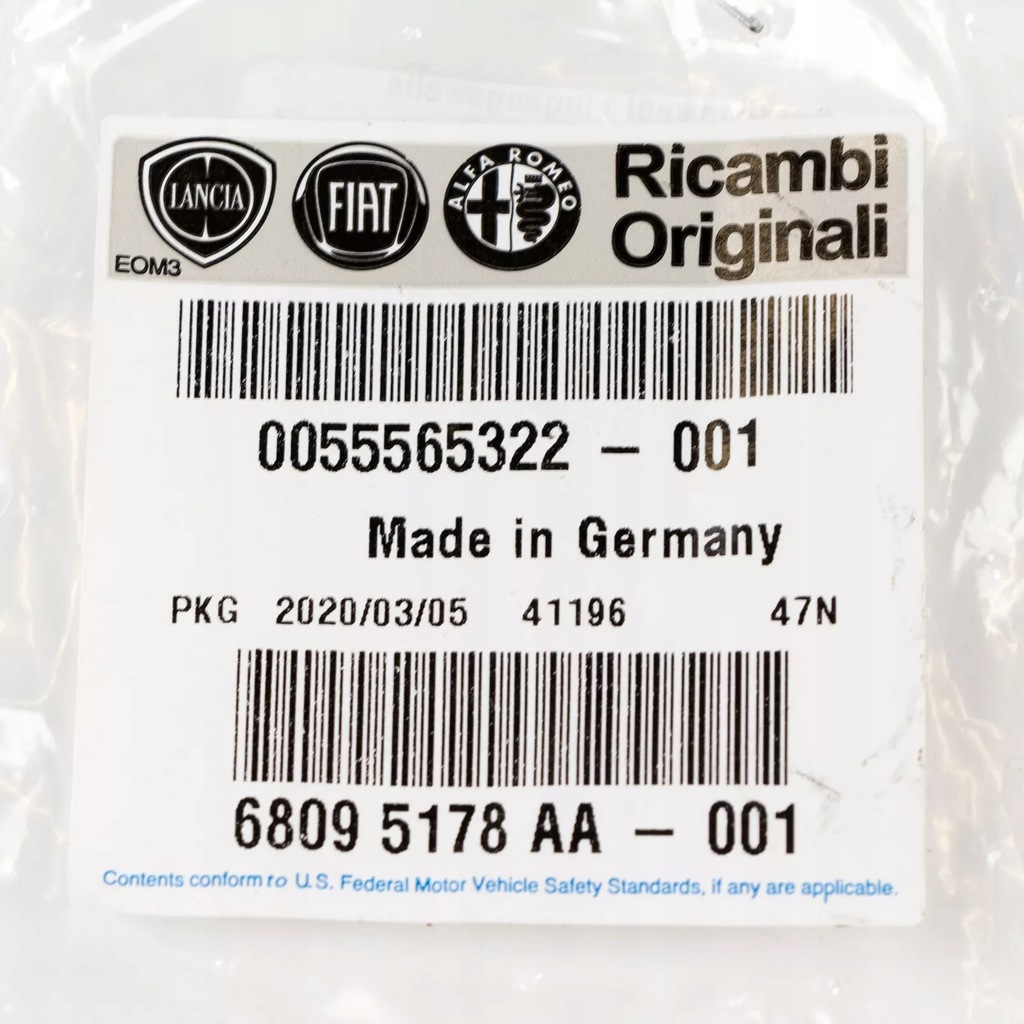 LANCIA
FIAT
ALFA ROMEO
Ricambi
Originali
EOM3
0055565322 – 001
Made in Germany
PKG 2020/03/05 41196 47N
6809 5178 AA – 001
Contents conform to U.S. Federal Motor Vehicle Safety Standards, if any are applicable.